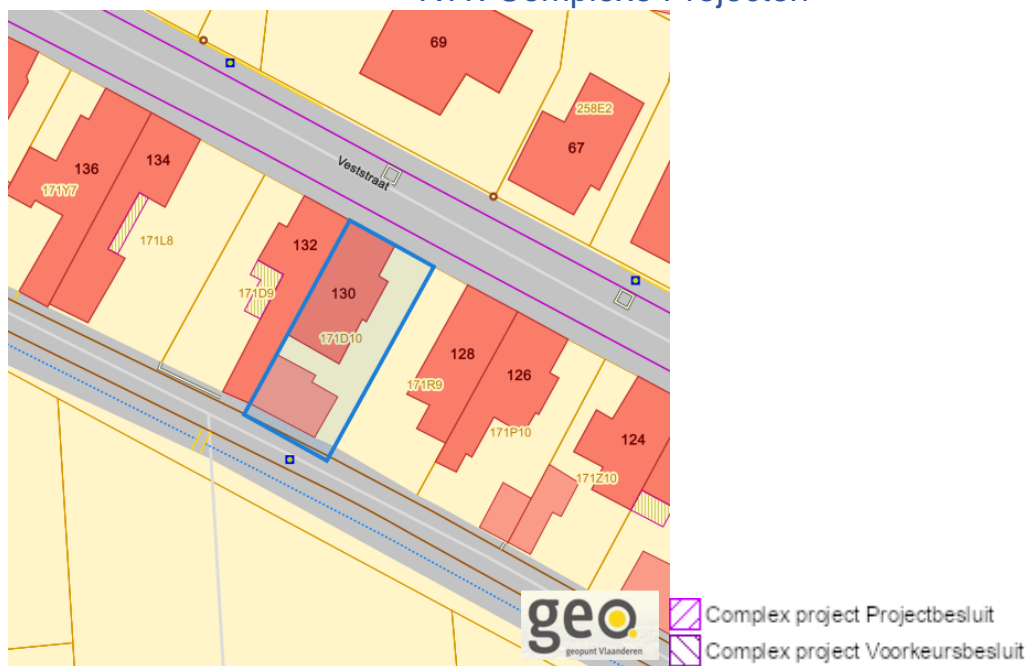 69
258E2
67
136
134
171Y7
Veststraat
171L8
132
171D9
130
171D10
128
126
171R9
171P10
124
171Z10
geo
geopunt Vlaanderen
Complex project Projectbesluit
Complex project Voorkeursbesluit